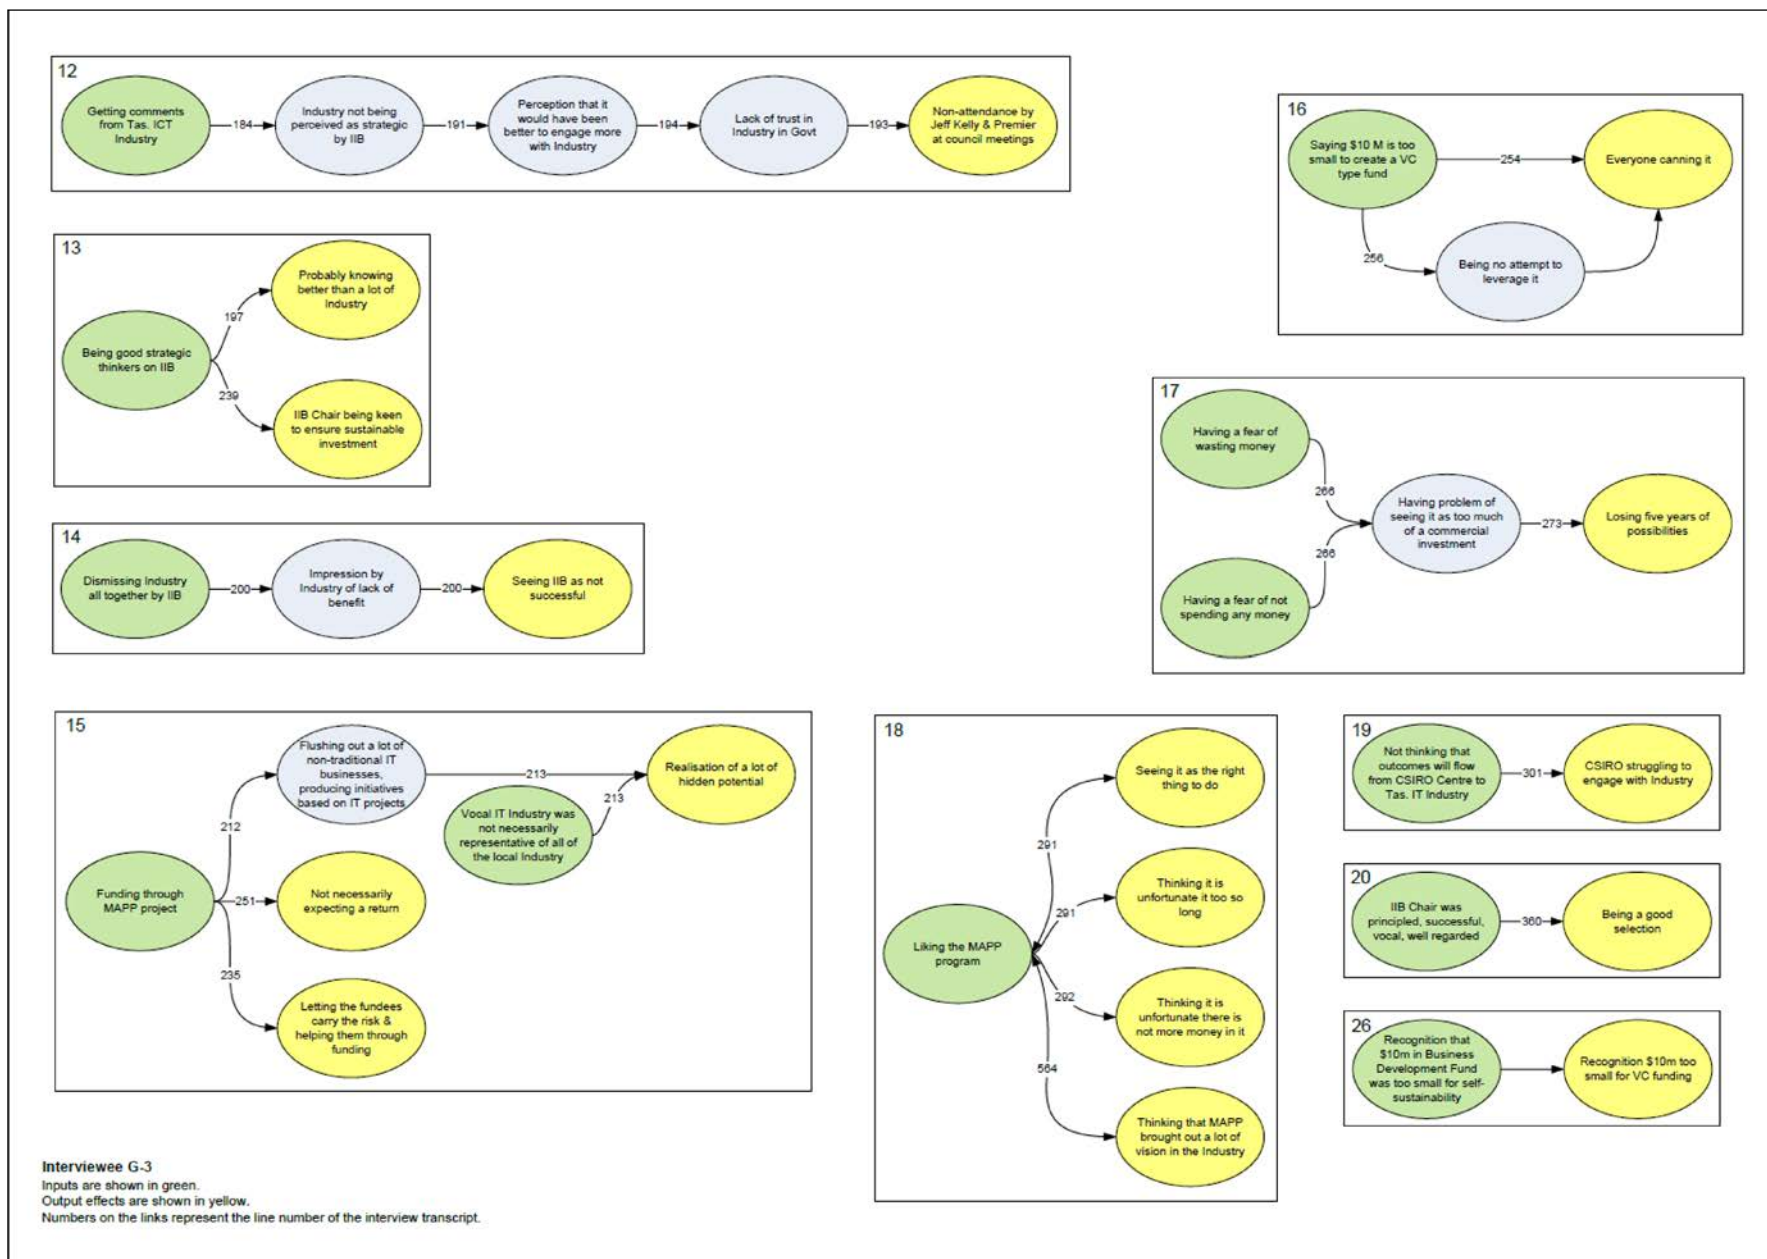 12
Getting comments
from Tas. ICT
Industry
184
Industry not being
perceived as strategic
by IIB
191
Perception that it
would have been
better to engage more
with Industry
194
Lack of trust in
Industry in Govt
193
Non-attendance by
Jeff Kelly & Premier
at council meetings
13
Being good strategic
thinkers on IIB
197
Probably knowing
better than a lot of
Industry
239
IIB Chair being keen
to ensure sustainable
investment
14
Dismissing Industry
all together by IIB
200
Impression by
Industry of lack of
benefit
200
Seeing IIB as not
successful
15
Funding through
MAPP project
212
Flushing out a lot of
non-traditional IT
businesses,
producing initiatives
based on IT projects
213
Vocal IT Industry was
not necessarily
representative of all of
the local Industry
213
Realisation of a lot of
hidden potential
251
Not necessarily
expecting a return
235
Letting the fundees
carry the risk &
helping them through
funding
16
Saying $10 M is too
small to create a VC
type fund
254
Everyone canning it
256
Being no attempt to
leverage it
17
Having a fear of
wasting money
266
Having a fear of not
spending any money
266
Having problem of
seeing it as too much
of a commercial
investment
273
Losing five years of
possibilities
18
Liking the MAPP
program
291
Seeing it as the right
thing to do
291
Thinking it is
unfortunate it too so
long
292
Thinking it is
unfortunate there is
not more money in it
564
Thinking that MAPP
brought out a lot of
vision in the Industry
19
Not thinking that
outcomes will flow
from CSIRO Centre to
Tas. IT Industry
301
CSIRO struggling to
engage with Industry
20
IIB Chair was
principled, successful,
vocal, well regarded
360
Being a good
selection
26
Recognition that
$10m in Business
Development Fund
was too small for self-
sustainability
Recognition $10m too
small for VC funding
Interviewee G-3
Inputs are shown in green.
Output effects are shown in yellow.
Numbers on the links represent the line number of the interview transcript.